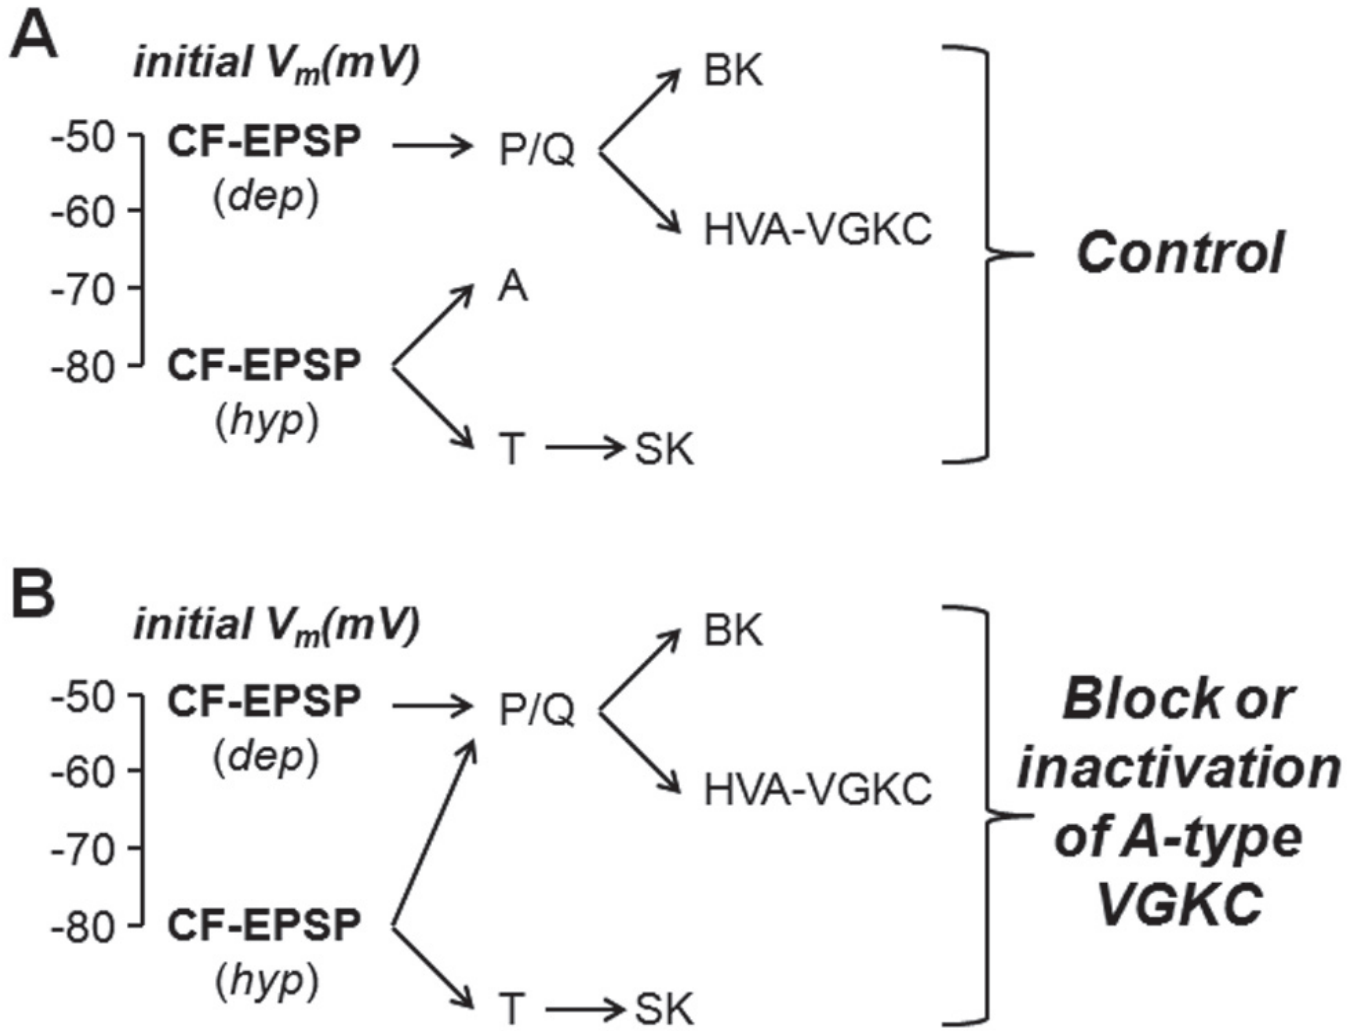 A
initial Vm(mV)
BK
-50 CF-EPSP P/Q
(dep)
-60 HVA-VGKC
Control
-70 A
-80 CF-EPSP
(hyp)
T SK
B
initial Vm(mV)
BK
-50 CF-EPSP P/Q
(dep)
-60 HVA-VGKC
-70
-80 CF-EPSP
(hyp)
T SK
Block or
inactivation
of A-type
VGKC